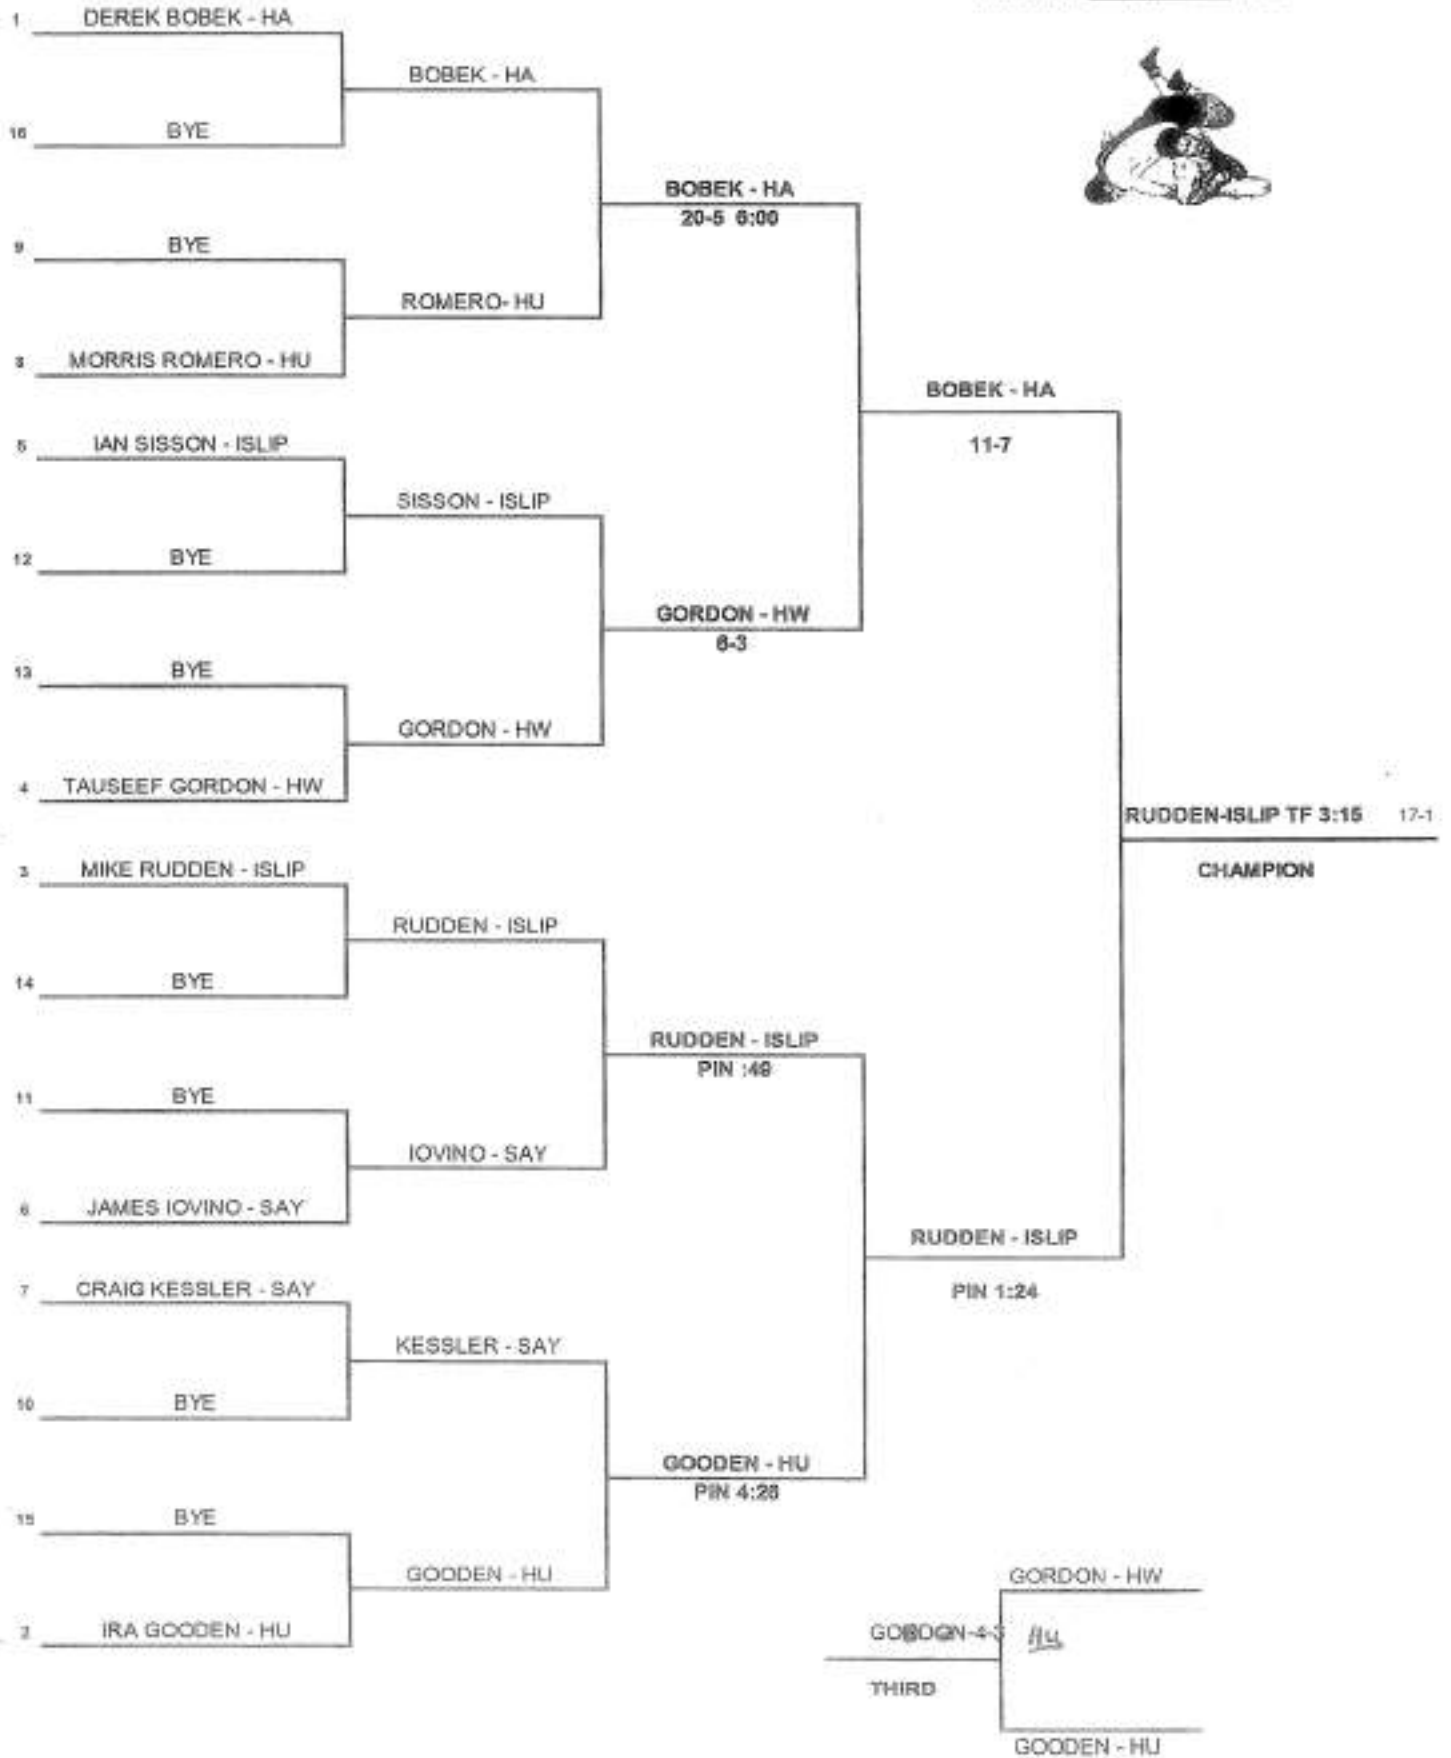 1 DEREK BOBEK - HA
BOBEK - HA
16 BYE
BOBEK - HA
20-5 6:00
9 BYE
ROMERO- HU
8 MORRIS ROMERO - HU
BOBEK - HA
11-7
5 IAN SISSON - ISLIP
SISSON - ISLIP
12 BYE
GORDON - HW
6-3
13 BYE
GORDON - HW
4 TAUSEEF GORDON - HW
RUDDEN-ISLIP TF 3:15 17-1
CHAMPION
3 MIKE RUDDEN - ISLIP
RUDDEN - ISLIP
14 BYE
RUDDEN - ISLIP
PIN :49
11 BYE
IOVINO - SAY
6 JAMES IOVINO - SAY
RUDDEN - ISLIP
PIN 1:24
7 CRAIG KESSLER - SAY
KESSLER - SAY
10 BYE
GOODEN - HU
PIN 4:28
15 BYE
GOODEN - HU
2 IRA GOODEN - HU
GORDON - HW
4-3 Hu
THIRD
GOODEN - HU